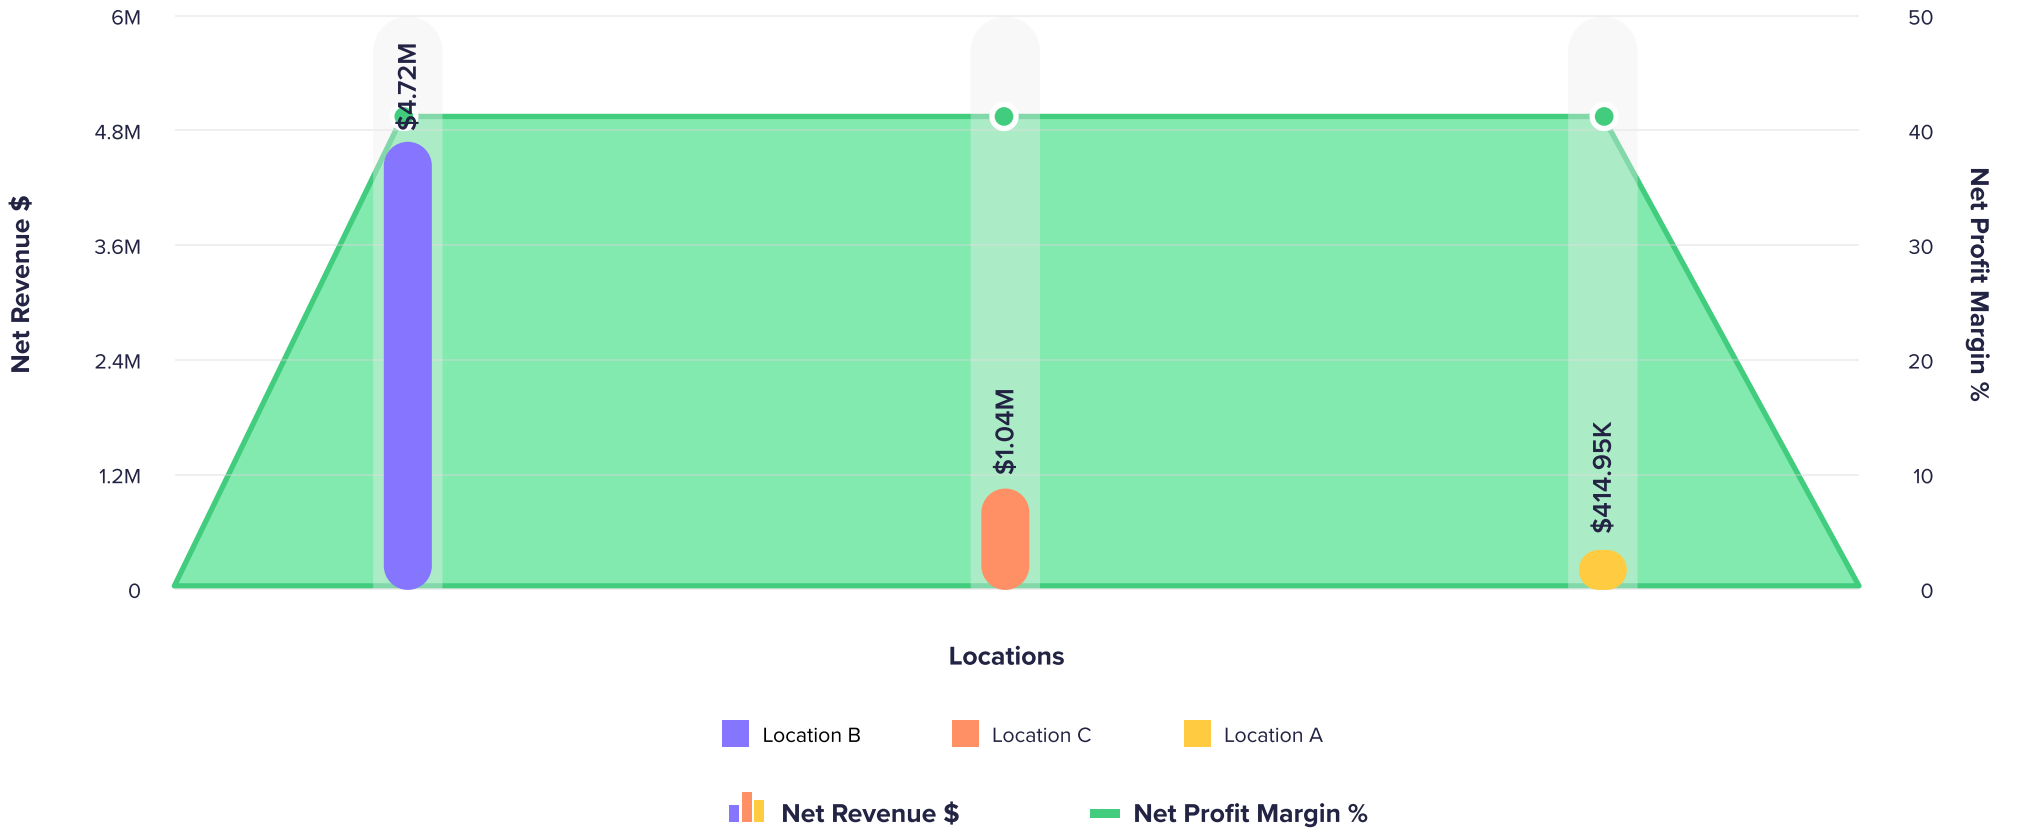 6M
4.8M
3.6M
2.4M
1.2M
0
Net Revenue $
$4.72M
$1.04M
$414.95K
50
40
30
20
10
0
Net Profit Margin %
Locations
Location B Location C Location A
Net Revenue $ Net Profit Margin %